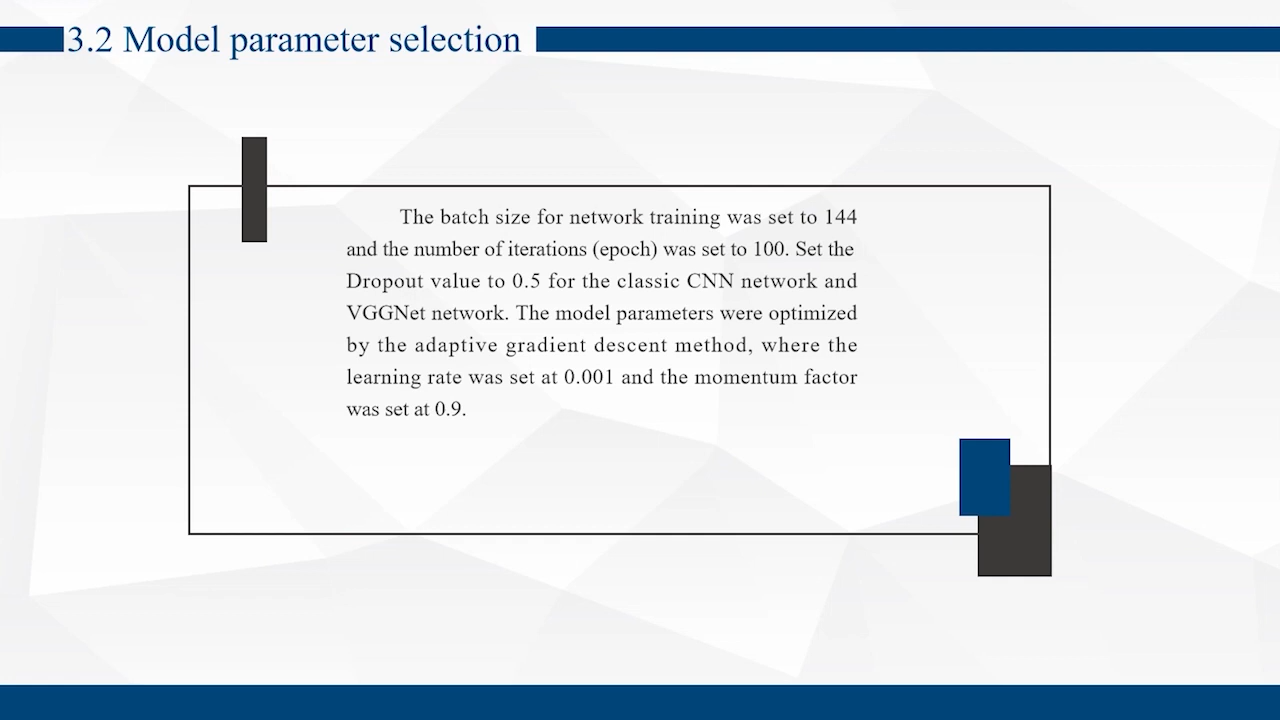 3.2 Model parameter selection
The batch size for network training was set to 144
and the number of iterations (epoch) was set to 100. Set the
Dropout value to 0.5 for the classic CNN network and
VGGNet network. The model parameters were optimized
by the adaptive gradient descent method, where the
learning rate was set at 0.001 and the momentum factor
was set at 0.9.